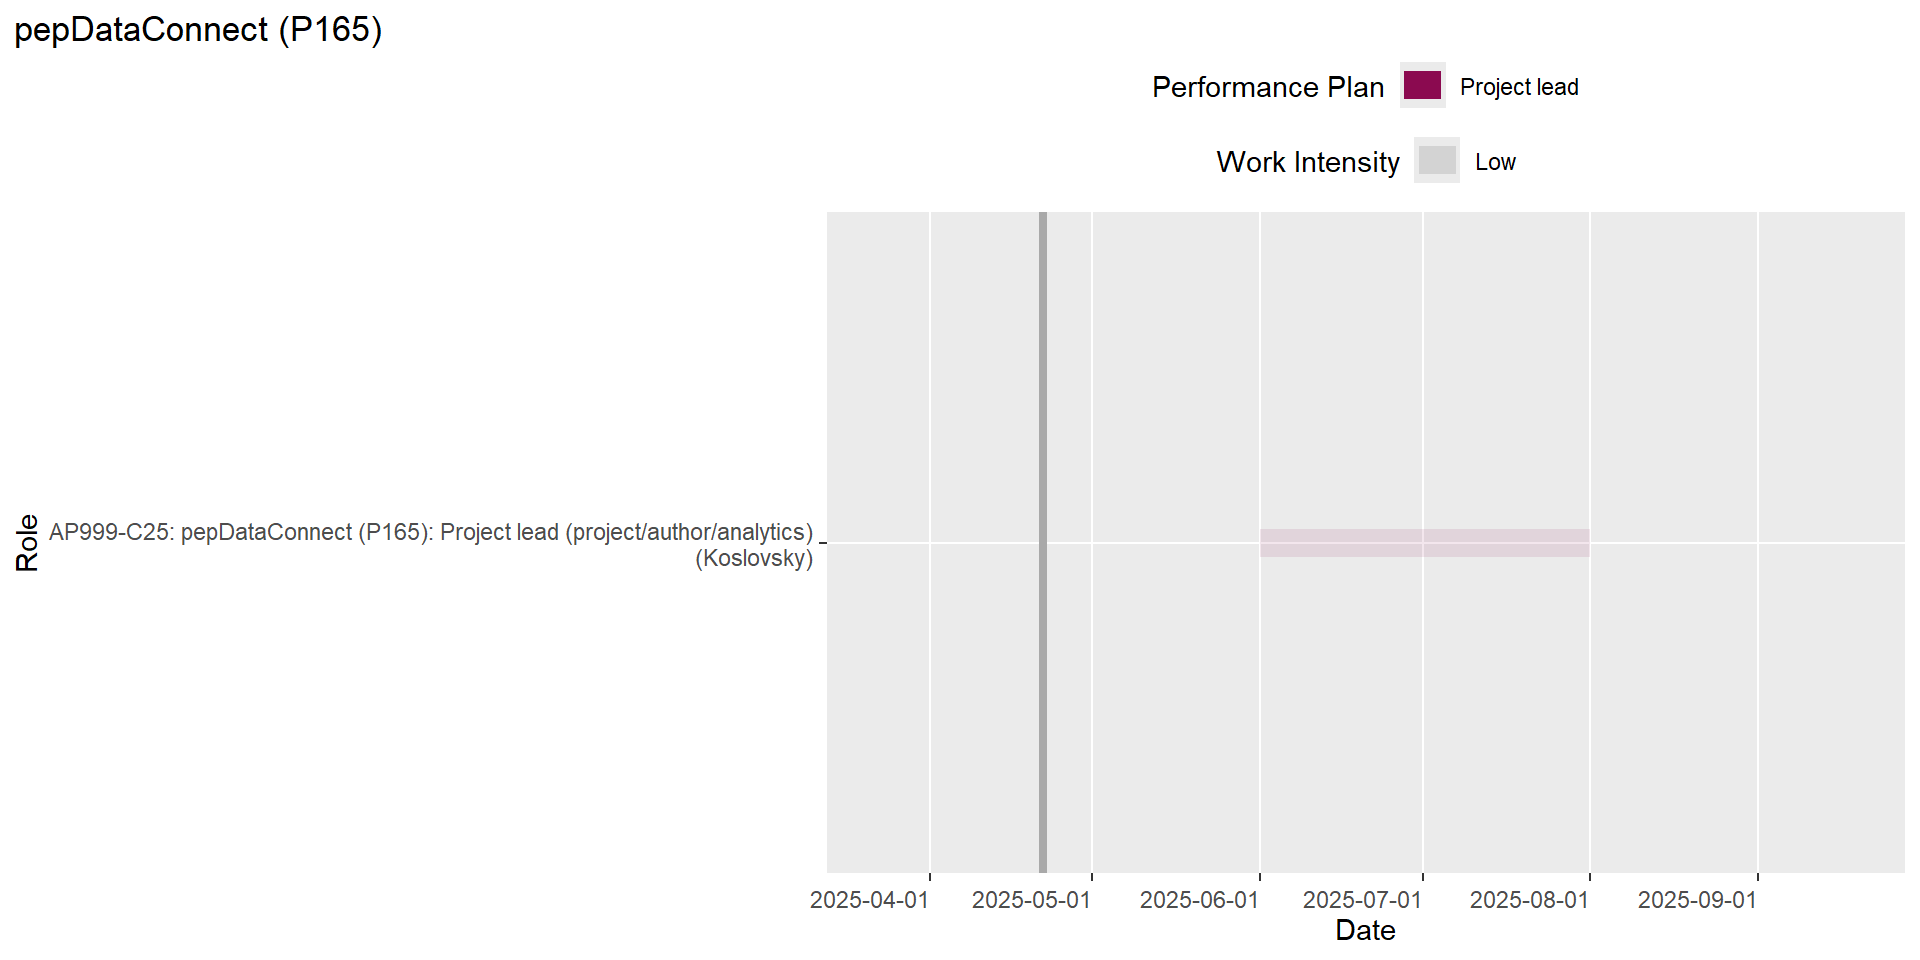 pepDataConnect (P165)
Performance Plan
Project lead
Work Intensity
Low
Role
AP999-C25: pepDataConnect (P165): Project lead (project/author/analytics)
(Koslovsky)
2025-04-01
2025-05-01
2025-06-01
2025-07-01
2025-08-01
2025-09-01
Date